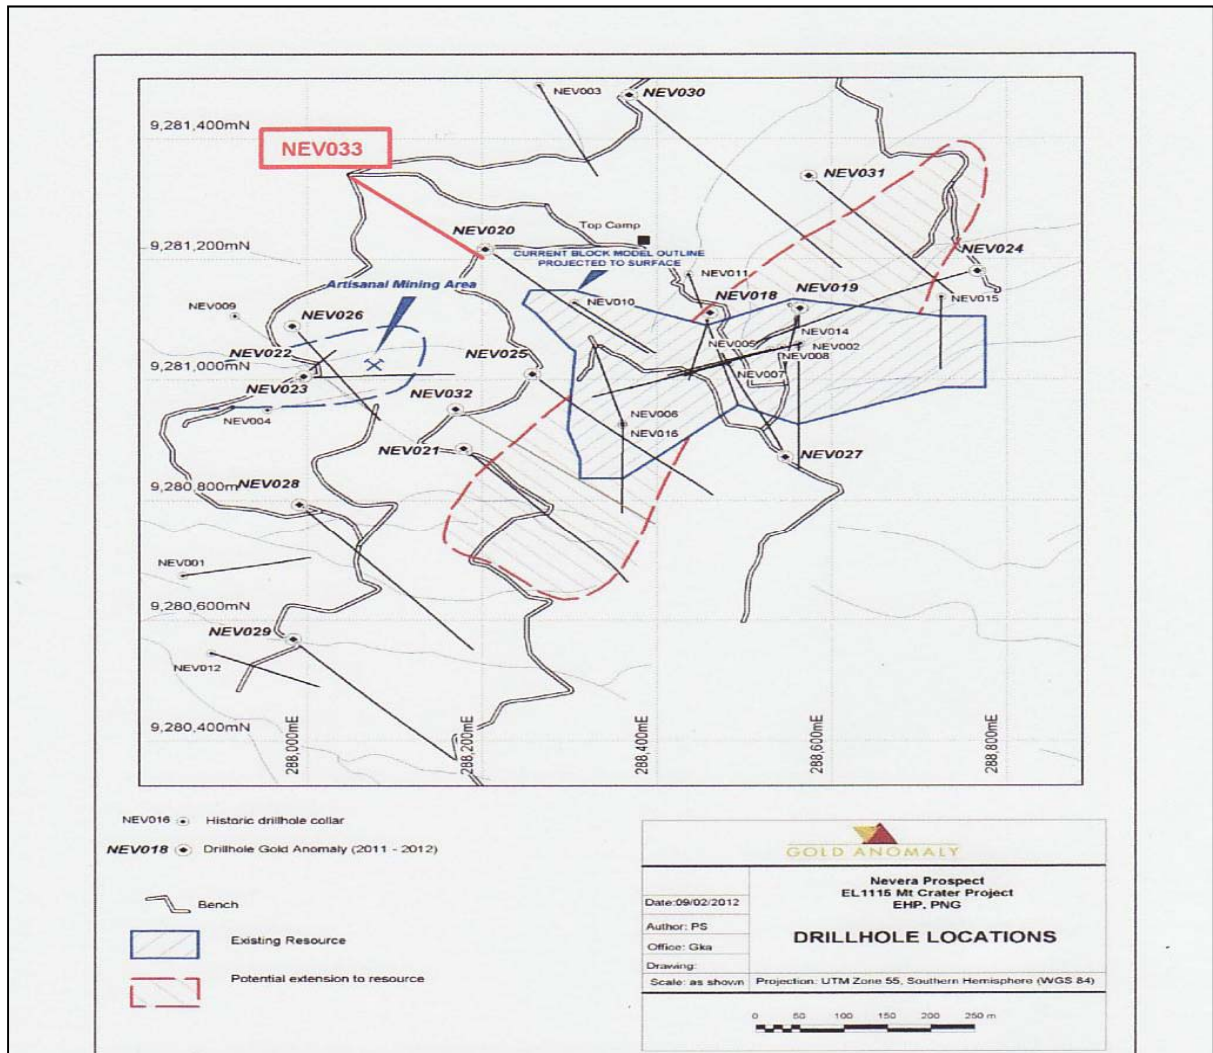 NEV003
NEV030
9,281,400mN
NEV033
NEV031
NEV020
Top Camp
9,281,200mN
NEV024
CURRENT BLOCK MODEL OUTLINE
PROJECTED TO SURFACE
NEV011
Artisanal Mining Area
NEV018
NEV019
NEV015
NEV009
NEV010
NEV026
NEV014
NEV022
NEV025
NEV005
NEV002
NEV008
9,281,000mN
NEV007
NEV023
NEV032
NEV004
NEV006
NEV016
NEV021
NEV027
9,280,800mN
NEV028
NEV001
9,280,600mN
NEV029
NEV012
9,280,400mN
288,000mE
288,200mE
288,400mE
288,600mE
288,800mE
NEV016 Historic drillhole collar
NEV018 Drillhole Gold Anomaly (2011 - 2012)
Bench
Existing Resource
Potential extension to resource
GOLD ANOMALY
Nevera Prospect
EL1115 Mt Crater Project
EHP, PNG
Date:09/02/2012
Author: PS
Office: Gka
Drawing:
DRILLHOLE LOCATIONS
Scale: as shown
Projection: UTM Zone 55, Southern Hemisphere (WGS 84)
0 50 100 150 200 250 m